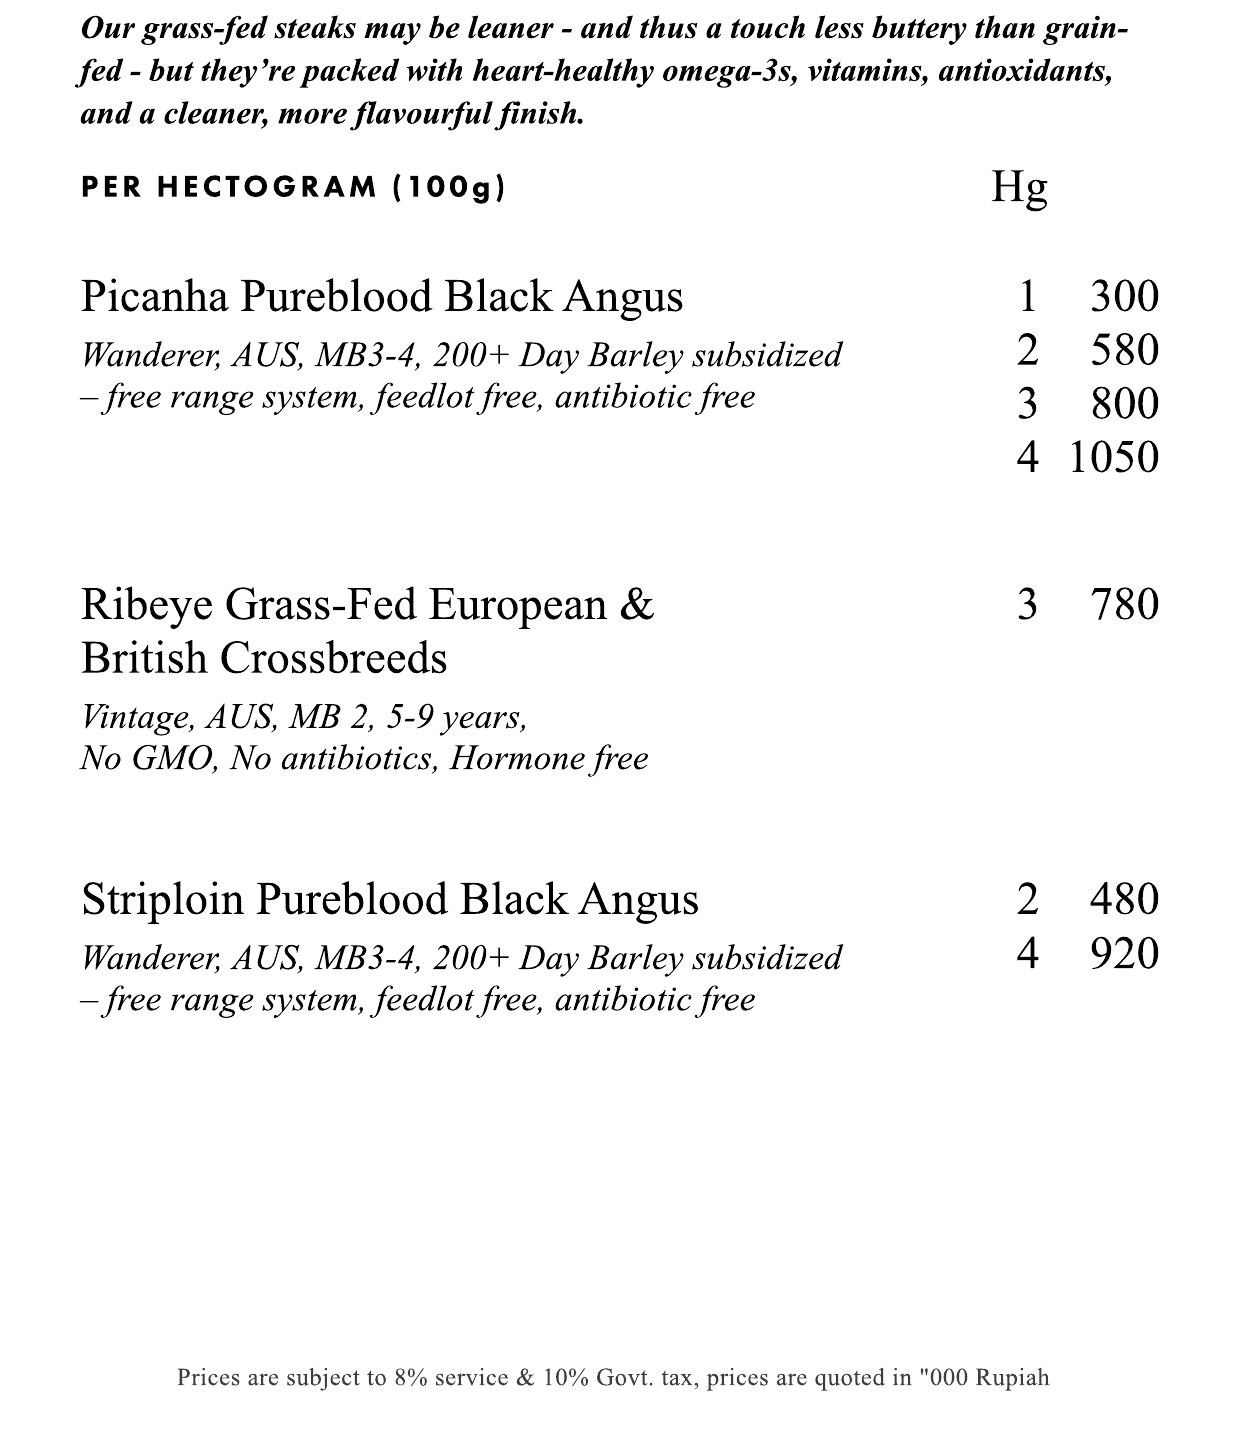 Our grass-fed steaks may be leaner - and thus a touch less buttery than grain-
fed - but they’re packed with heart-healthy omega-3s, vitamins, antioxidants,
and a cleaner, more flavourful finish.
PER HECTOGRAM (100g) Hg
Picanha Pureblood Black Angus 1 300
Wanderer, AUS, MB3-4, 200+ Day Barley subsidized 2 580
– free range system, feedlot free, antibiotic free 3 800
4 1050
Ribeye Grass-Fed European & 3 780
British Crossbreeds
Vintage, AUS, MB 2, 5-9 years,
No GMO, No antibiotics, Hormone free
Striploin Pureblood Black Angus 2 480
Wanderer, AUS, MB3-4, 200+ Day Barley subsidized 4 920
– free range system, feedlot free, antibiotic free
Prices are subject to 8% service & 10% Govt. tax, prices are quoted in "000 Rupiah